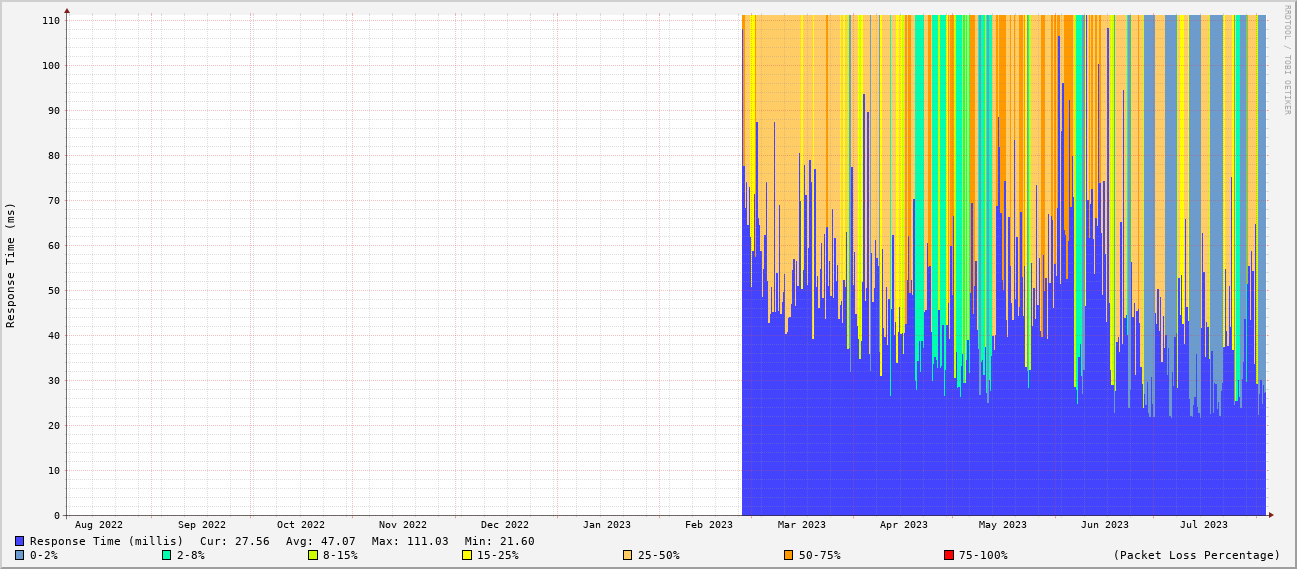 RRDTOOL / TOBI OETIKER
Response Time (ms)
110
100
90
80
70
60
50
40
30
20
10
0
Aug 2022 Sep 2022 Oct 2022 Nov 2022 Dec 2022 Jan 2023 Feb 2023 Mar 2023 Apr 2023 May 2023 Jun 2023 Jul 2023
Response Time (millis) Cur: 27.56 Avg: 47.07 Max: 111.03 Min: 21.60
0-2% 2-8% 8-15% 15-25% 25-50% 50-75% 75-100% (Packet Loss Percentage)